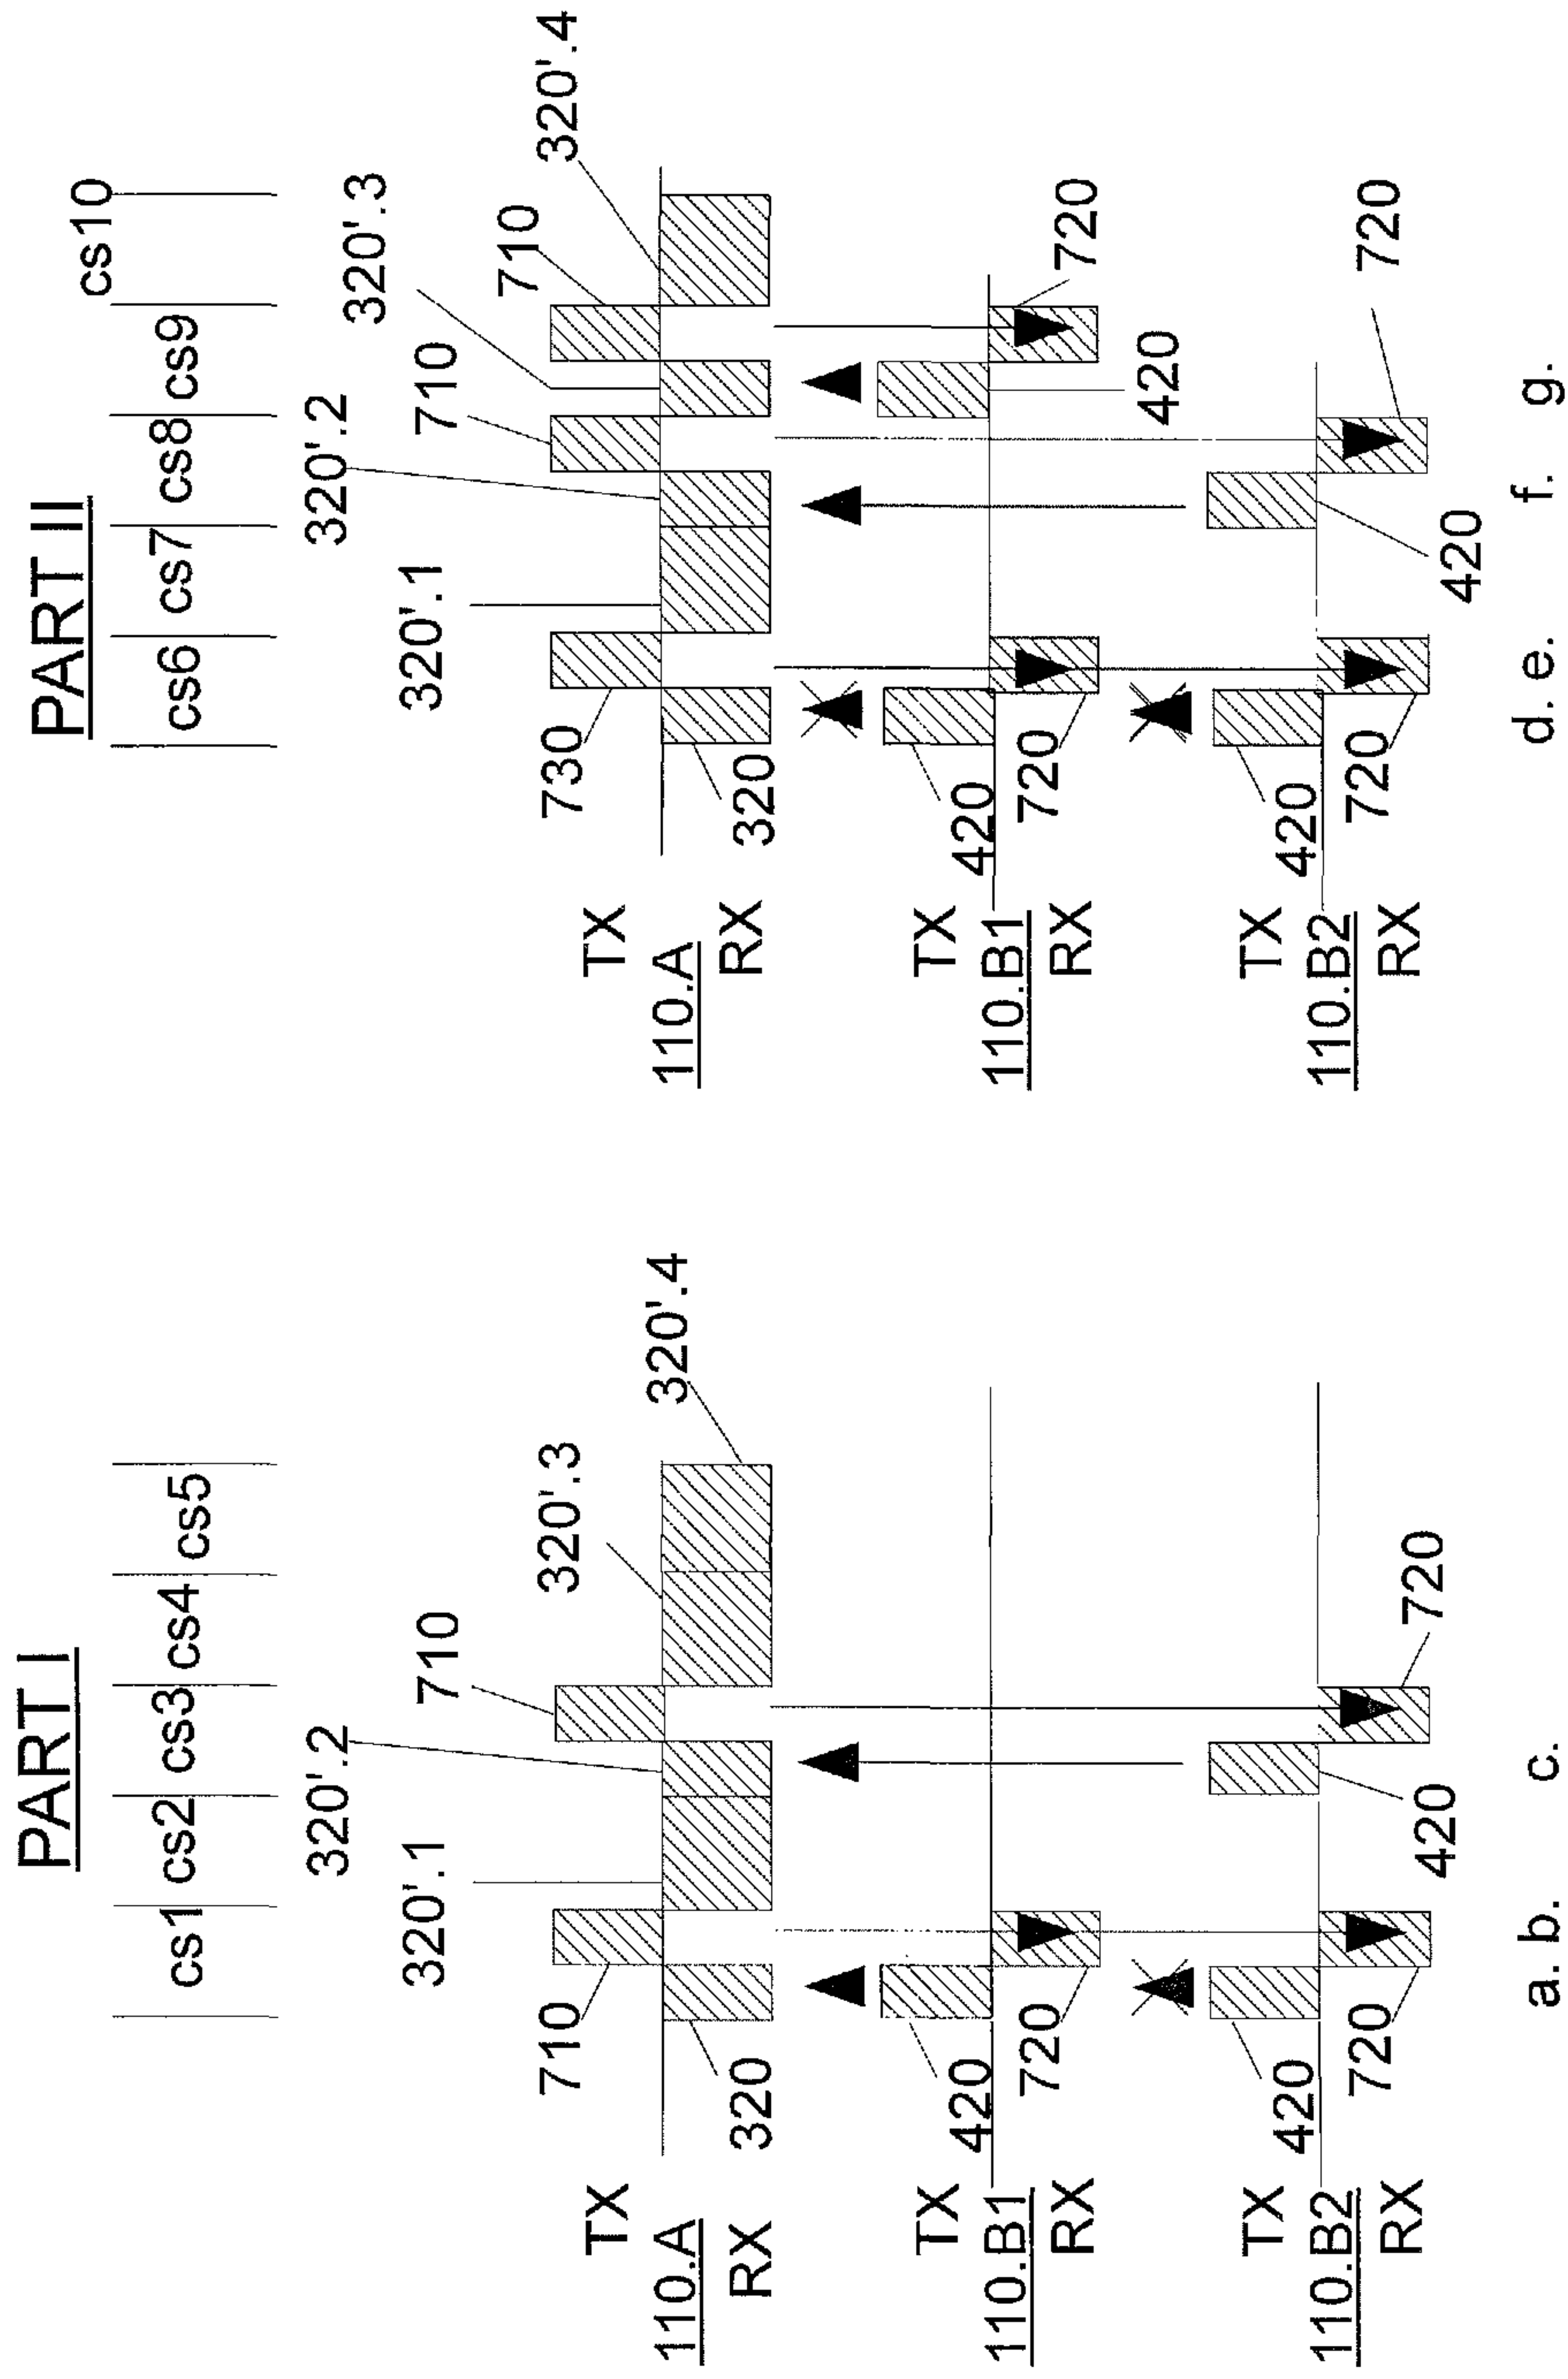 PART I
cs1 cs2 cs3 cs4 cs5
320'.1 320'.2 710 320'.3 320'.4
710
TX
110.A
RX
320
TX
110.B1
RX
420
720
TX
110.B2
RX
420
720
420
720
a. b. c.
PART II
cs6 cs7 cs8 cs9 cs10
320'.1 320'.2 710 320'.3 710 320'.4
730
TX
110.A
RX
320
TX
110.B1
RX
420
720
420
720
TX
110.B2
RX
420
720
420
720
d. e. f. g.